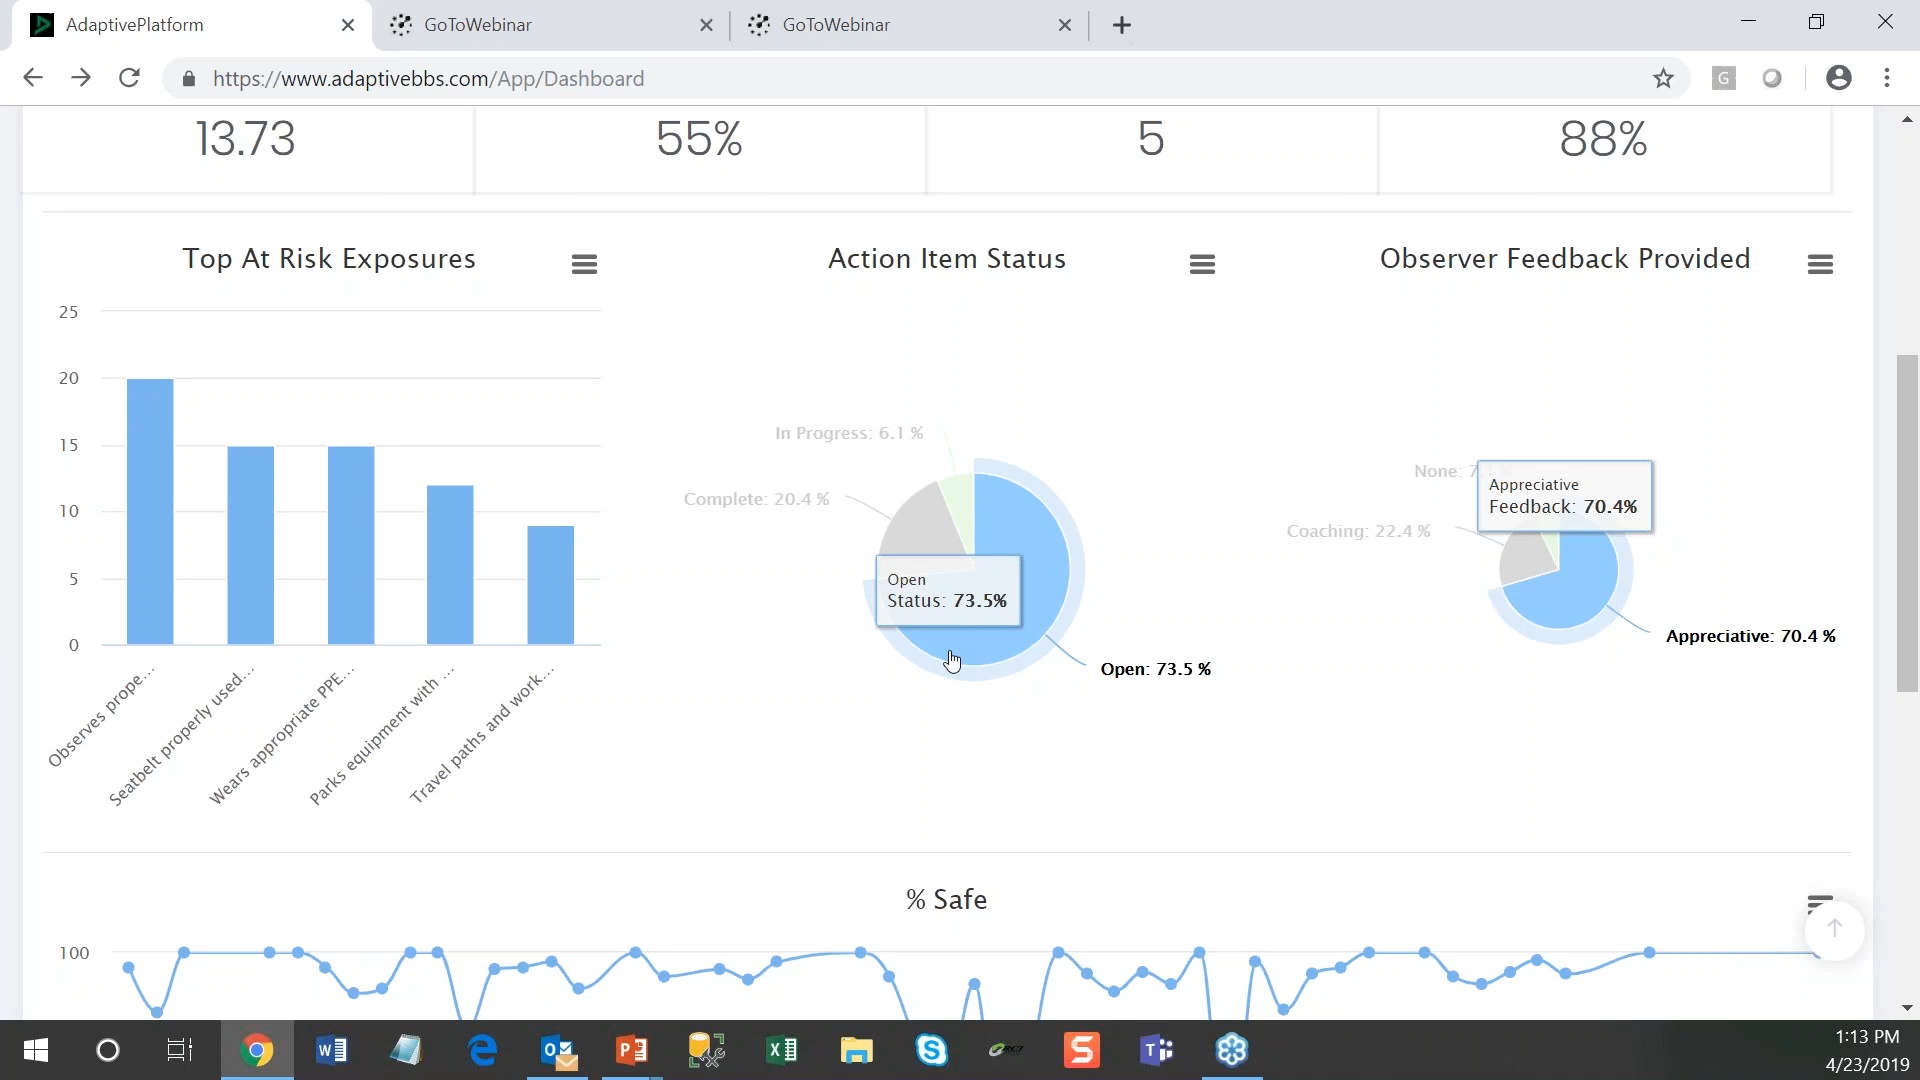 AdaptivePlatform
GoToWebinar
GoToWebinar
https://www.adaptivebbs.com/App/Dashboard
G
13.73
55%
5
88%
Top At Risk Exposures
Action Item Status
Observer Feedback Provided
25
20
15
10
5
0
Observes prope...
Seatbelt properly used...
Wears appropriate PPE...
Parks equipment with ...
Travel paths and work...
In Progress: 6.1 %
Complete: 20.4 %
Open
Status: 73.5%
Open: 73.5 %
None: 7
Appreciative
Feedback: 70.4%
Coaching: 22.4 %
Appreciative: 70.4 %
% Safe
100
1:13 PM
4/23/2019